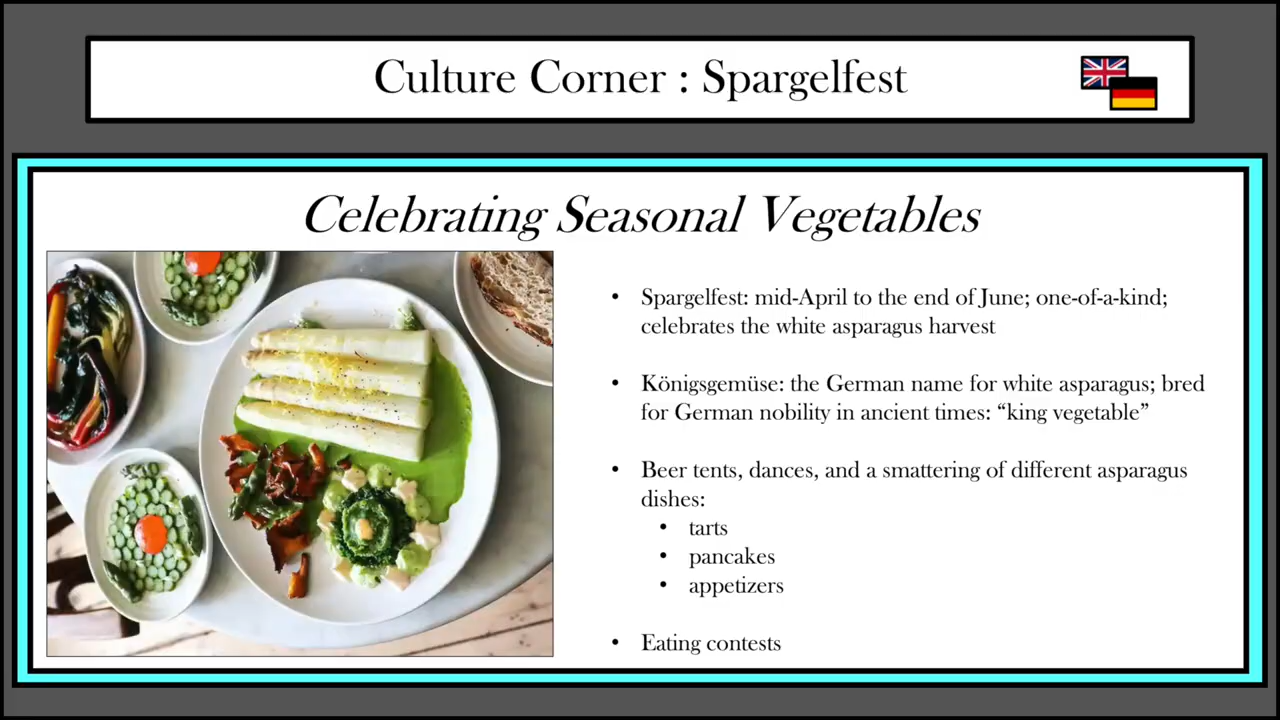 Culture Corner : Spargelfest
Celebrating Seasonal Vegetables
• Spargelfest: mid-April to the end of June; one-of-a-kind;
celebrates the white asparagus harvest
• Königsgemüse: the German name for white asparagus; bred
for German nobility in ancient times: “king vegetable”
• Beer tents, dances, and a smattering of different asparagus
dishes:
• tarts
• pancakes
• appetizers
• Eating contests